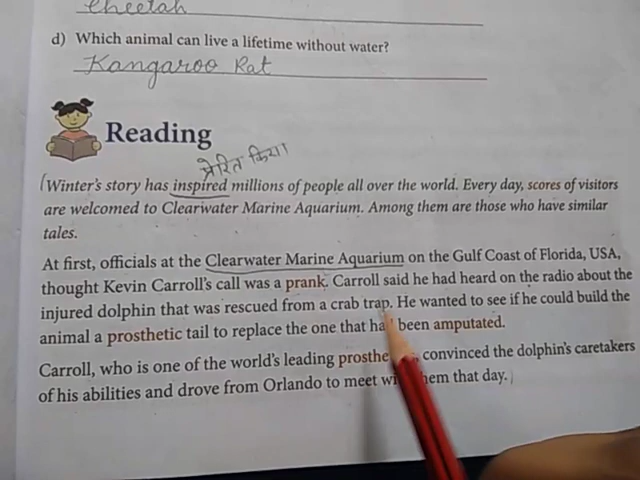 Cheetah
d) Which animal can live a lifetime without water?
Kangaroo Rat
Reading
प्रेरित किया
Winter's story has inspired millions of people all over the world. Every day, scores of visitors
are welcomed to Clearwater Marine Aquarium. Among them are those who have similar
tales.
At first, officials at the Clearwater Marine Aquarium on the Gulf Coast of Florida, USA,
thought Kevin Carroll's call was a prank. Carroll said he had heard on the radio about the
injured dolphin that was rescued from a crab trap. He wanted to see if he could build the
animal a prosthetic tail to replace the one that been amputated.
Carroll, who is one of the world's leading convinced the dolphin's caretakers
of his abilities and drove from Orlando to meet that day.